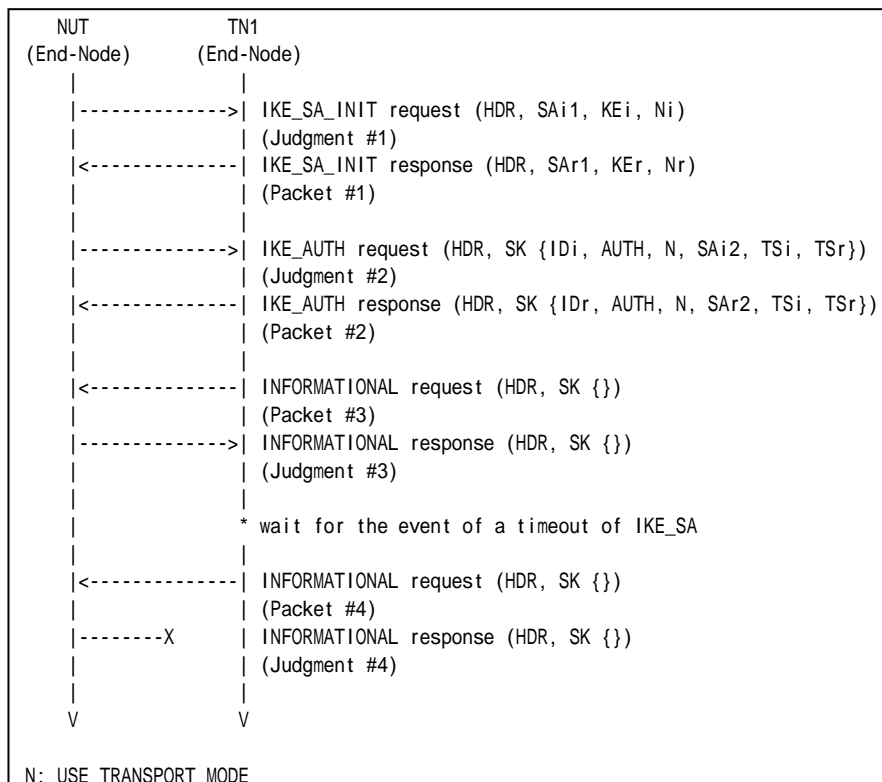 NUT TN1
(End-Node) (End-Node)
| |
|-------------->| IKE_SA_INIT request (HDR, SAi1, KEi, Ni)
| | (Judgment #1)
|<--------------| IKE_SA_INIT response (HDR, SAr1, KEr, Nr)
| | (Packet #1)
| |
|-------------->| IKE_AUTH request (HDR, SK {IDi, AUTH, N, SAi2, TSi, TSr})
| | (Judgment #2)
|<--------------| IKE_AUTH response (HDR, SK {IDr, AUTH, N, SAr2, TSi, TSr})
| | (Packet #2)
| |
|<--------------| INFORMATIONAL request (HDR, SK {})
| | (Packet #3)
|-------------->| INFORMATIONAL response (HDR, SK {})
| | (Judgment #3)
| |
| * wait for the event of a timeout of IKE_SA
| |
|<--------------| INFORMATIONAL request (HDR, SK {})
| | (Packet #4)
|--------X | INFORMATIONAL response (HDR, SK {})
| | (Judgment #4)
| |
V V
N: USE_TRANSPORT_MODE